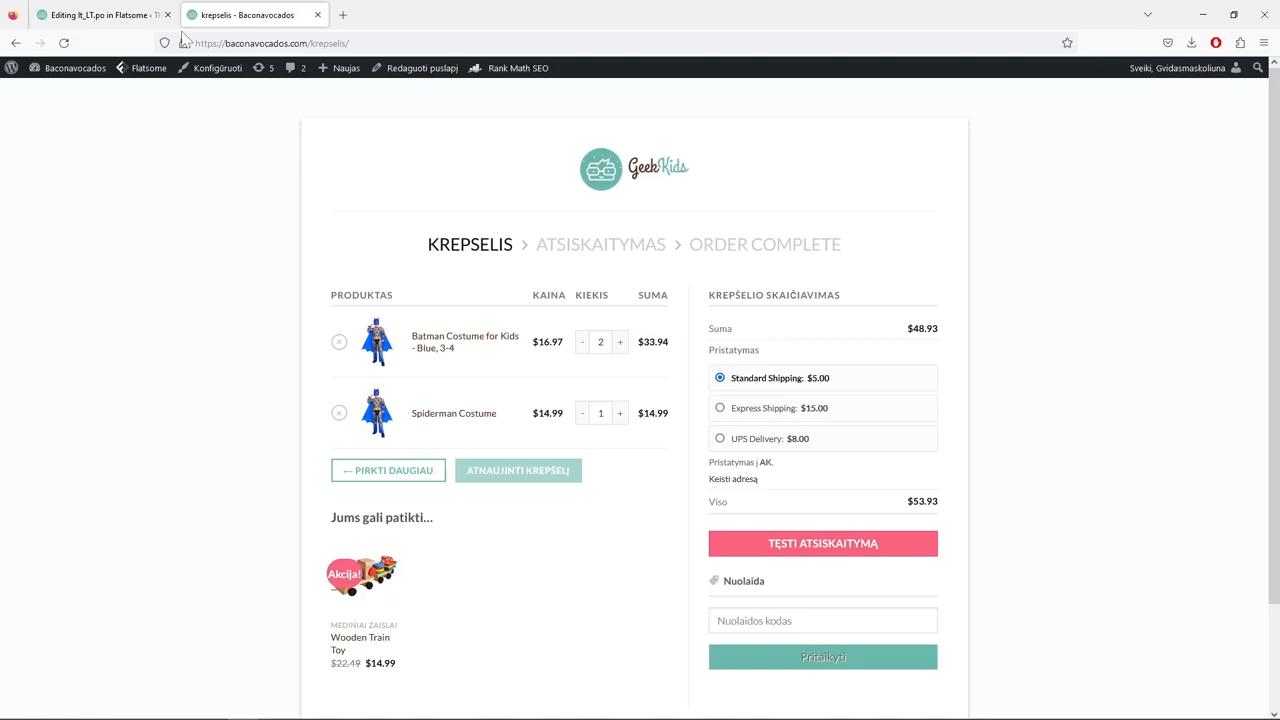 Editing lt_LT.po in Flatsome ‹ Th
krepselis - Baconavocados
https://baconavocados.com/krepselis/
Baconavocados
Flatsome
Konfigūruoti
5
2
Naujas
Redaguoti puslapį
Rank Math SEO
Sveiki, Gvidasmaskoliuna
GeekKids
KREPSELIS > ATSISKAITYMAS > ORDER COMPLETE
PRODUKTAS KAINA KIEKIS SUMA
Batman Costume for Kids
- Blue, 3-4
$16.97 - 2 + $33.94
Spiderman Costume $14.99 - 1 + $14.99
← PIRKTI DAUGIAU
ATNAUJINTI KREPŠELĮ
Jums gali patikti…
Akcija!
MEDINIAI ZAISLAI
Wooden Train
Toy
$22.49 $14.99
KREPŠELIO SKAIČIAVIMAS
Suma $48.93
Pristatymas
Standard Shipping: $5.00
Express Shipping: $15.00
UPS Delivery: $8.00
Pristatymas į AK.
Keisti adresą
Viso $53.93
TĘSTI ATSISKAITYMĄ
Nuolaida
Nuolaidos kodas
Pritaikyti